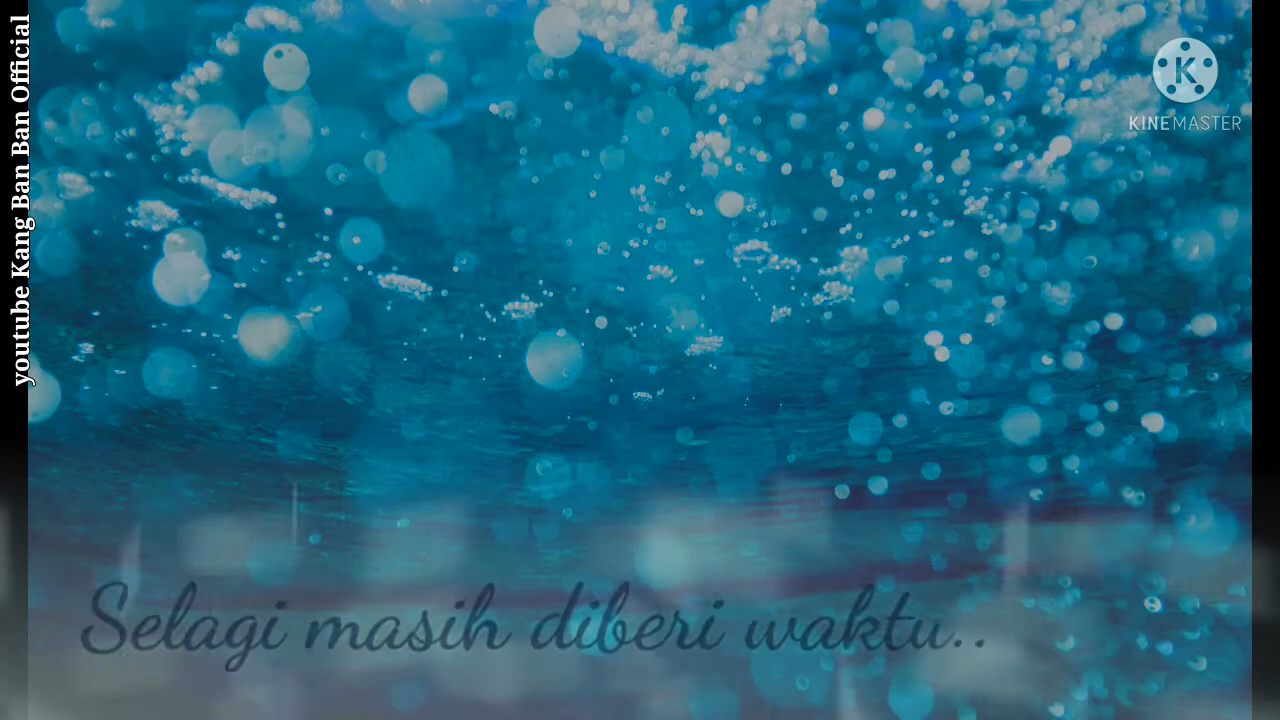 youtube Kang Ban Ban Official
KINEMASTER
Selagi masih diberi waktu..